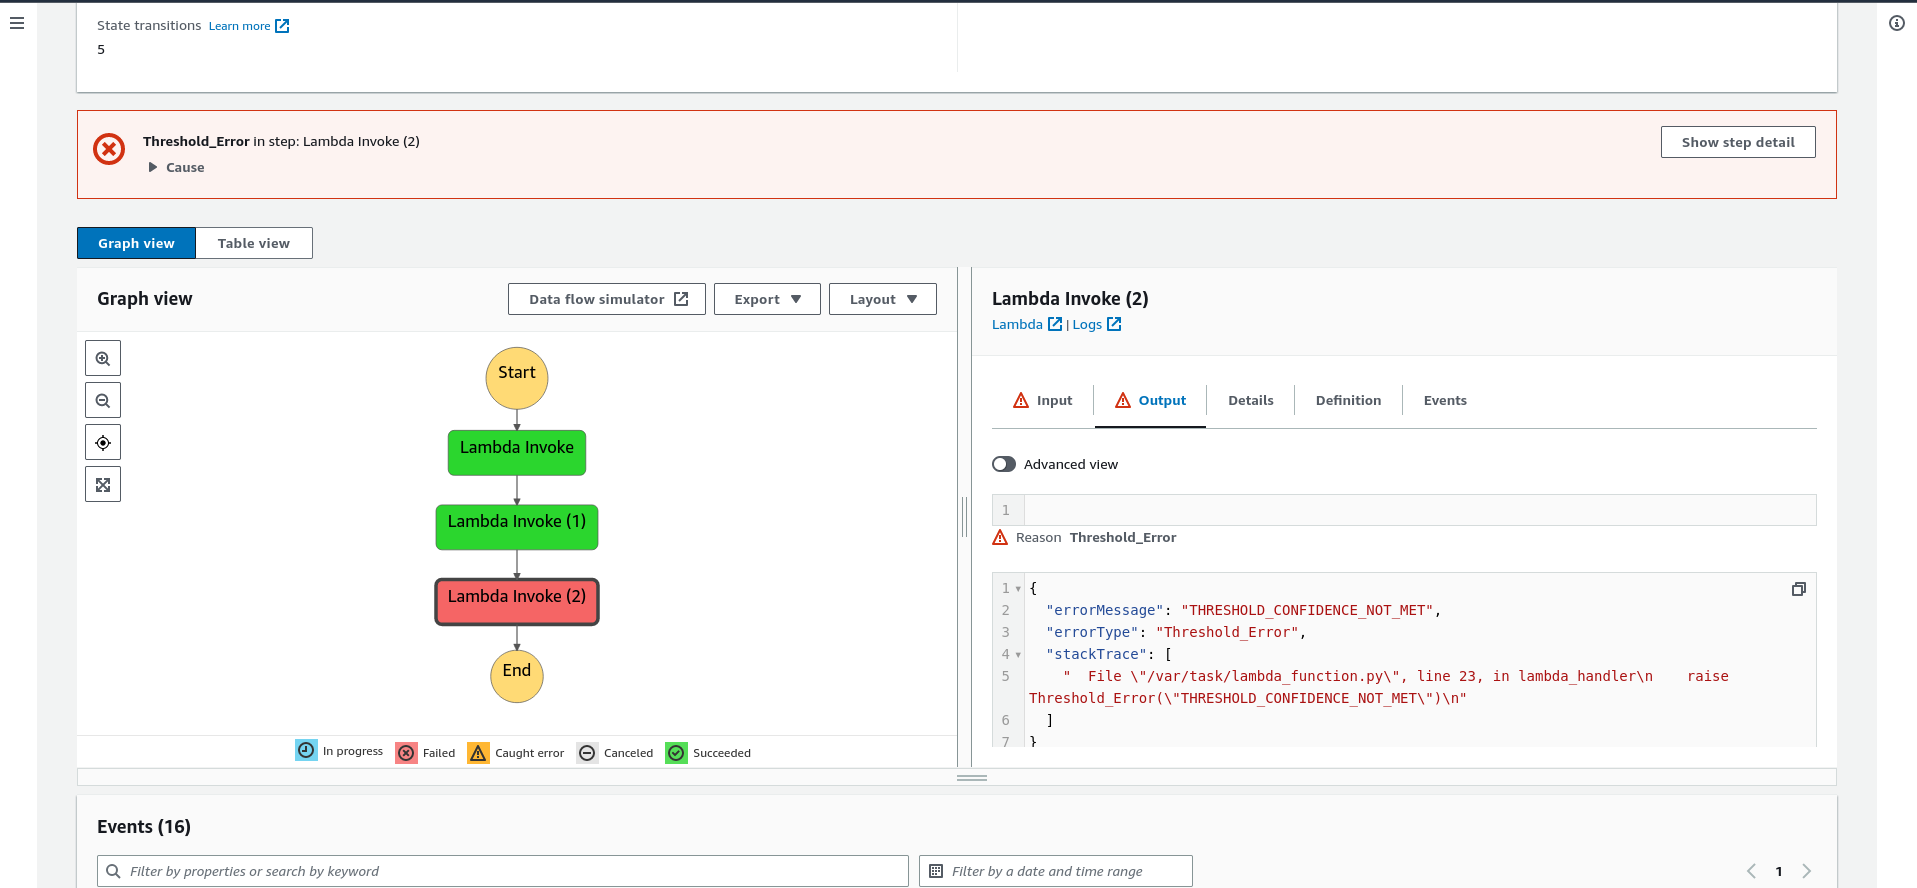 State transitions Learn more
5
Threshold_Error in step: Lambda Invoke (2)
Cause
Show step detail
Graph view
Table view
Graph view
Data flow simulator
Export
Layout
Start
Lambda Invoke
Lambda Invoke (1)
Lambda Invoke (2)
End
In progress
Failed
Caught error
Canceled
Succeeded
Lambda Invoke (2)
Lambda | Logs
Input
Output
Details
Definition
Events
Advanced view
1
Reason Threshold_Error
1 {
2 "errorMessage": "THRESHOLD_CONFIDENCE_NOT_MET",
3 "errorType": "Threshold_Error",
4 "stackTrace": [
5 "  File \"/var/task/lambda_function.py\", line 23, in lambda_handler\n    raise
Threshold_Error(\"THRESHOLD_CONFIDENCE_NOT_MET\")\n"
6 ]
7 }
Events (16)
Filter by properties or search by keyword
Filter by a date and time range
1